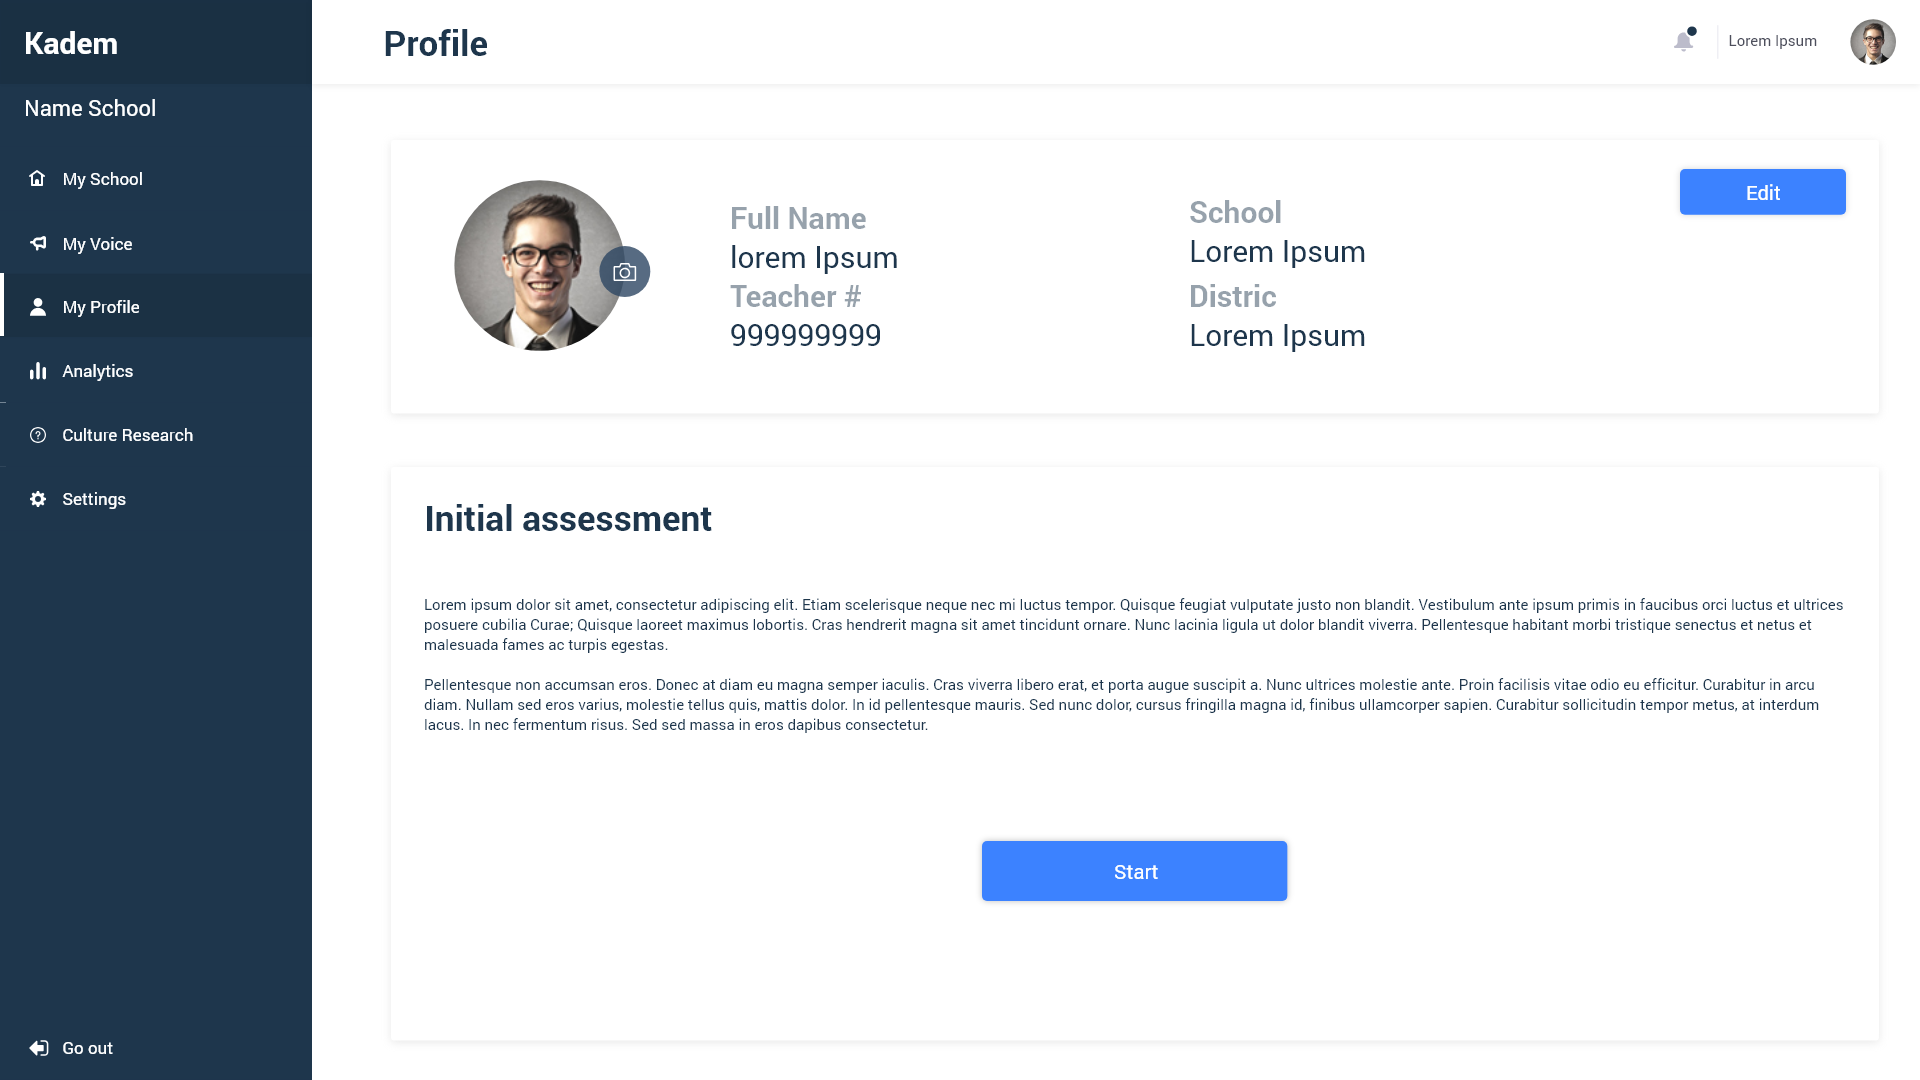 Kadem
Name School
My School
My Voice
My Profile
Analytics
Culture Research
Settings
Go out
Profile
Lorem Ipsum
Full Name
lorem Ipsum
Teacher #
999999999
School
Lorem Ipsum
Distric
Lorem Ipsum
Edit
Initial assessment
Lorem ipsum dolor sit amet, consectetur adipiscing elit. Etiam scelerisque neque nec mi luctus tempor. Quisque feugiat vulputate justo non blandit. Vestibulum ante ipsum primis in faucibus orci luctus et ultrices
posuere cubilia Curae; Quisque laoreet maximus lobortis. Cras hendrerit magna sit amet tincidunt ornare. Nunc lacinia ligula ut dolor blandit viverra. Pellentesque habitant morbi tristique senectus et netus et
malesuada fames ac turpis egestas.
Pellentesque non accumsan eros. Donec at diam eu magna semper iaculis. Cras viverra libero erat, et porta augue suscipit a. Nunc ultrices molestie ante. Proin facilisis vitae odio eu efficitur. Curabitur in arcu
diam. Nullam sed eros varius, molestie tellus quis, mattis dolor. In id pellentesque mauris. Sed nunc dolor, cursus fringilla magna id, finibus ullamcorper sapien. Curabitur sollicitudin tempor metus, at interdum
lacus. In nec fermentum risus. Sed sed massa in eros dapibus consectetur.
Start